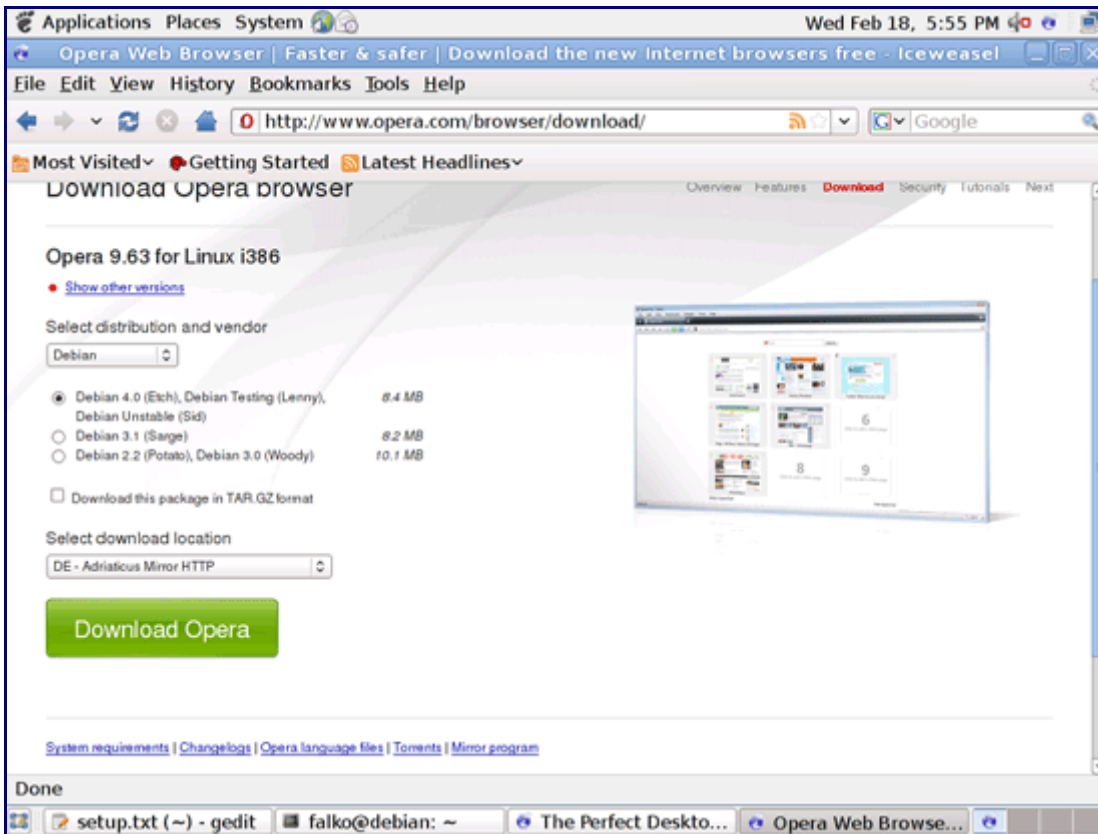 Applications Places System Wed Feb 18, 5:55 PM
Opera Web Browser | Faster & safer | Download the new Internet browsers free - Iceweasel
File Edit View History Bookmarks Tools Help
http://www.opera.com/browser/download/ Google
Most Visited Getting Started Latest Headlines
Download Opera browser
Overview Features Download Security Tutorials Next
Opera 9.63 for Linux i386
Show other versions
Select distribution and vendor
Debian
Debian 4.0 (Etch), Debian Testing (Lenny), 8.4 MB
Debian Unstable (Sid)
Debian 3.1 (Sarge) 8.2 MB
Debian 2.2 (Potato), Debian 3.0 (Woody) 10.1 MB
Download this package in TAR.GZ format
Select download location
DE - Adriaticus Mirror HTTP
Download Opera
6
8 9
System requirements | Changelogs | Opera language files | Torrents | Mirror program
Done
setup.txt (~) - gedit falko@debian: ~ The Perfect Deskto... Opera Web Browse...